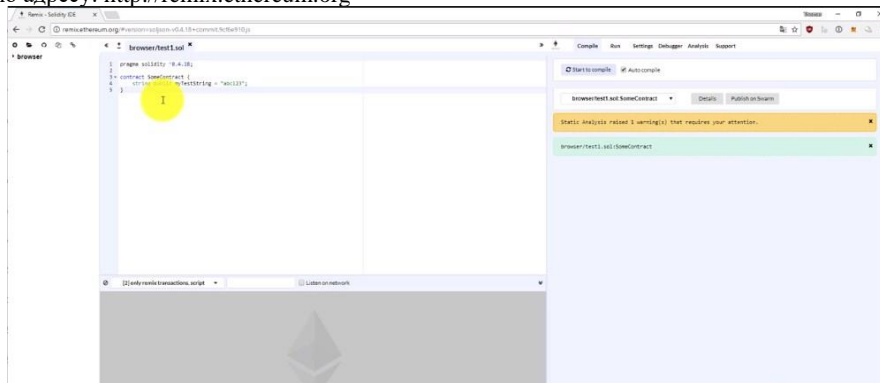 по адресу: http://remix.ethereum.org
Remix - Solidity IDE
remix.ethereum.org/#version=soljson-v0.4.18+commit.9cf6e910.js
browser
browser/test1.sol
1 pragma solidity ^0.4.18;
2
3 contract SomeContract {
4 string public myTestString = "abc123";
5 }
Compile Run Settings Debugger Analysis Support
Start to compile Auto compile
browser/test1.sol:SomeContract Details Publish on Swarm
Static Analysis raised 1 warning(s) that requires your attention. x
browser/test1.sol:SomeContract x
[2] only remix transactions, script Listen on network